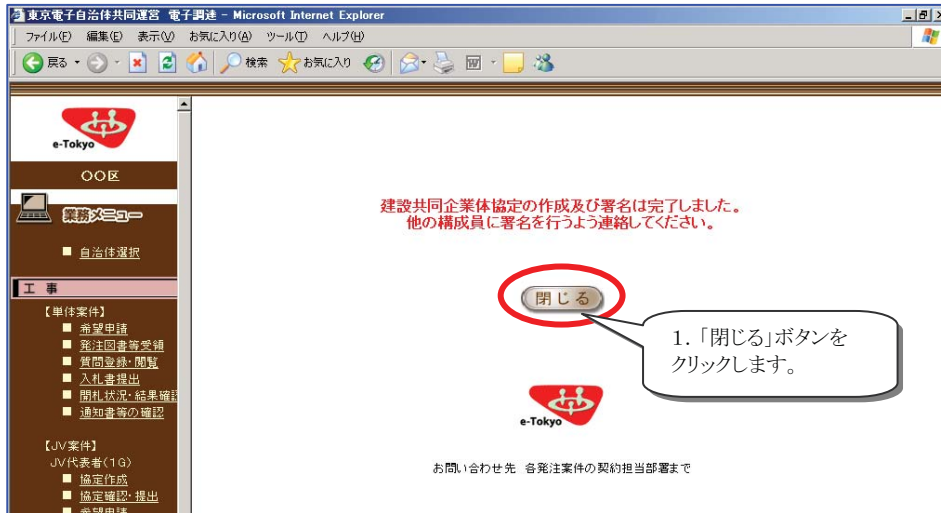 東京電子自治体共同運営 電子調達 - Microsoft Internet Explorer
ファイル(F) 編集(E) 表示(V) お気に入り(A) ツール(T) ヘルプ(H)
戻る 検索 お気に入り
e-Tokyo
〇〇区
業務メニュー
自治体選択
工 事
【単体案件】
希望申請
発注図書等受領
質問登録・閲覧
入札書提出
開札状況・結果確認
通知書等の確認
【JV案件】
JV代表者(1G)
協定作成
協定確認・提出
希望申請
建設共同企業体協定の作成及び署名は完了しました。
他の構成員に署名を行うよう連絡してください。
閉じる
1.「閉じる」ボタンを
クリックします。
e-Tokyo
お問い合わせ先 各発注案件の契約担当部署まで